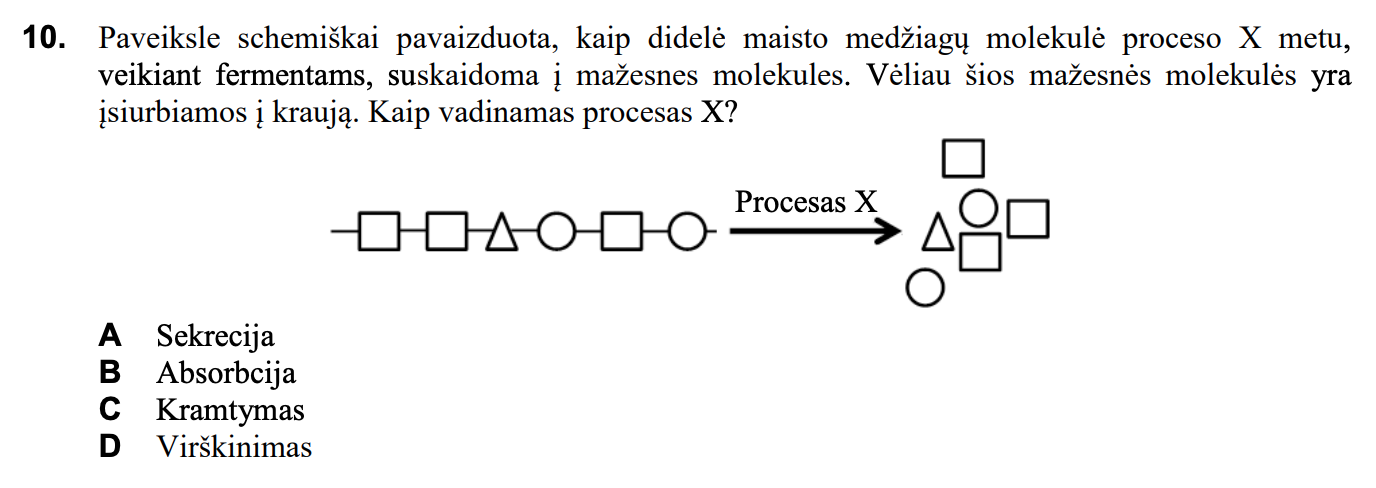 10. Paveiksle schemiškai pavaizduota, kaip didelė maisto medžiagų molekulė proceso X metu,
veikiant fermentams, suskaidoma į mažesnes molekules. Vėliau šios mažesnės molekulės yra
įsiurbiamos į kraują. Kaip vadinamas procesas X?
Procesas X
A Sekrecija
B Absorbcija
C Kramtymas
D Virškinimas